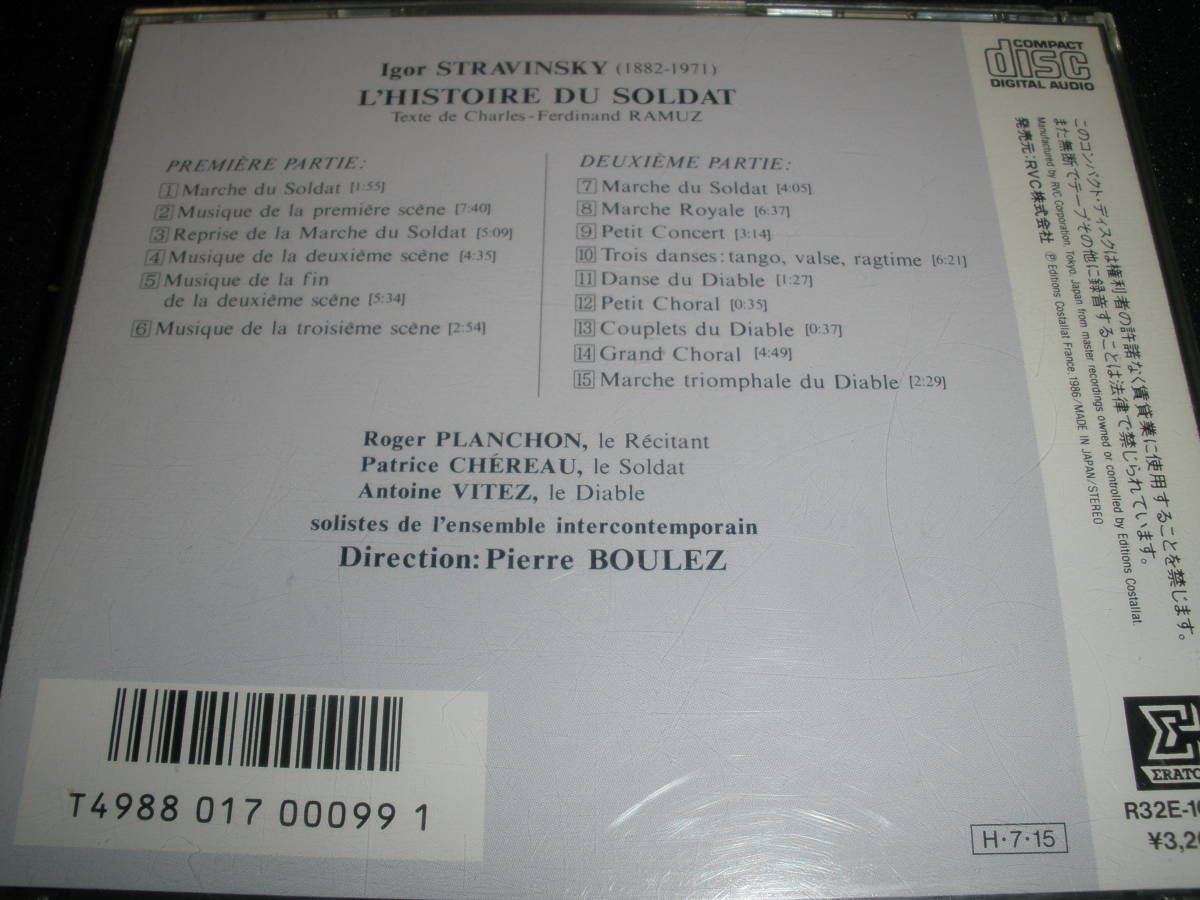 Igor STRAVINSKY (1882-1971)
L'HISTOIRE DU SOLDAT
Texte de Charles-Ferdinand RAMUZ
PREMIÈRE PARTIE:
1 Marche du Soldat [1:55]
2 Musique de la première scène [7:40]
3 Reprise de la Marche du Soldat [5:09]
4 Musique de la deuxième scène [4:35]
5 Musique de la fin
de la deuxième scène [5:34]
6 Musique de la troisième scène [2:54]
DEUXIÈME PARTIE:
7 Marche du Soldat [4:05]
8 Marche Royale [6:37]
9 Petit Concert [3:14]
10 Trois danses: tango, valse, ragtime [6:21]
11 Danse du Diable [1:27]
12 Petit Choral [0:35]
13 Couplets du Diable [0:37]
14 Grand Choral [4:49]
15 Marche triomphale du Diable [2:29]
Roger PLANCHON, le Récitant
Patrice CHÉREAU, le Soldat
Antoine VITEZ, le Diable
solistes de l'ensemble intercontemporain
Direction: Pierre BOULEZ
T4988 017 00099 1
COMPACT
disc
DIGITAL AUDIO
このコンパクト・ディスクは権利者の許諾なく賃貸業に使用することを禁じます。
また無断でテープその他に録音することは法律で禁じられています。
Manufactured by RVC Corporation, Tokyo, Japan from master recordings owned or controlled by Editions Costallat.
発売元:RVC株式会社 Ⓟ Editions Costallat France, 1986/MADE IN JAPAN/STEREO
ERATO
R32E-10
¥3,20
H·7·15